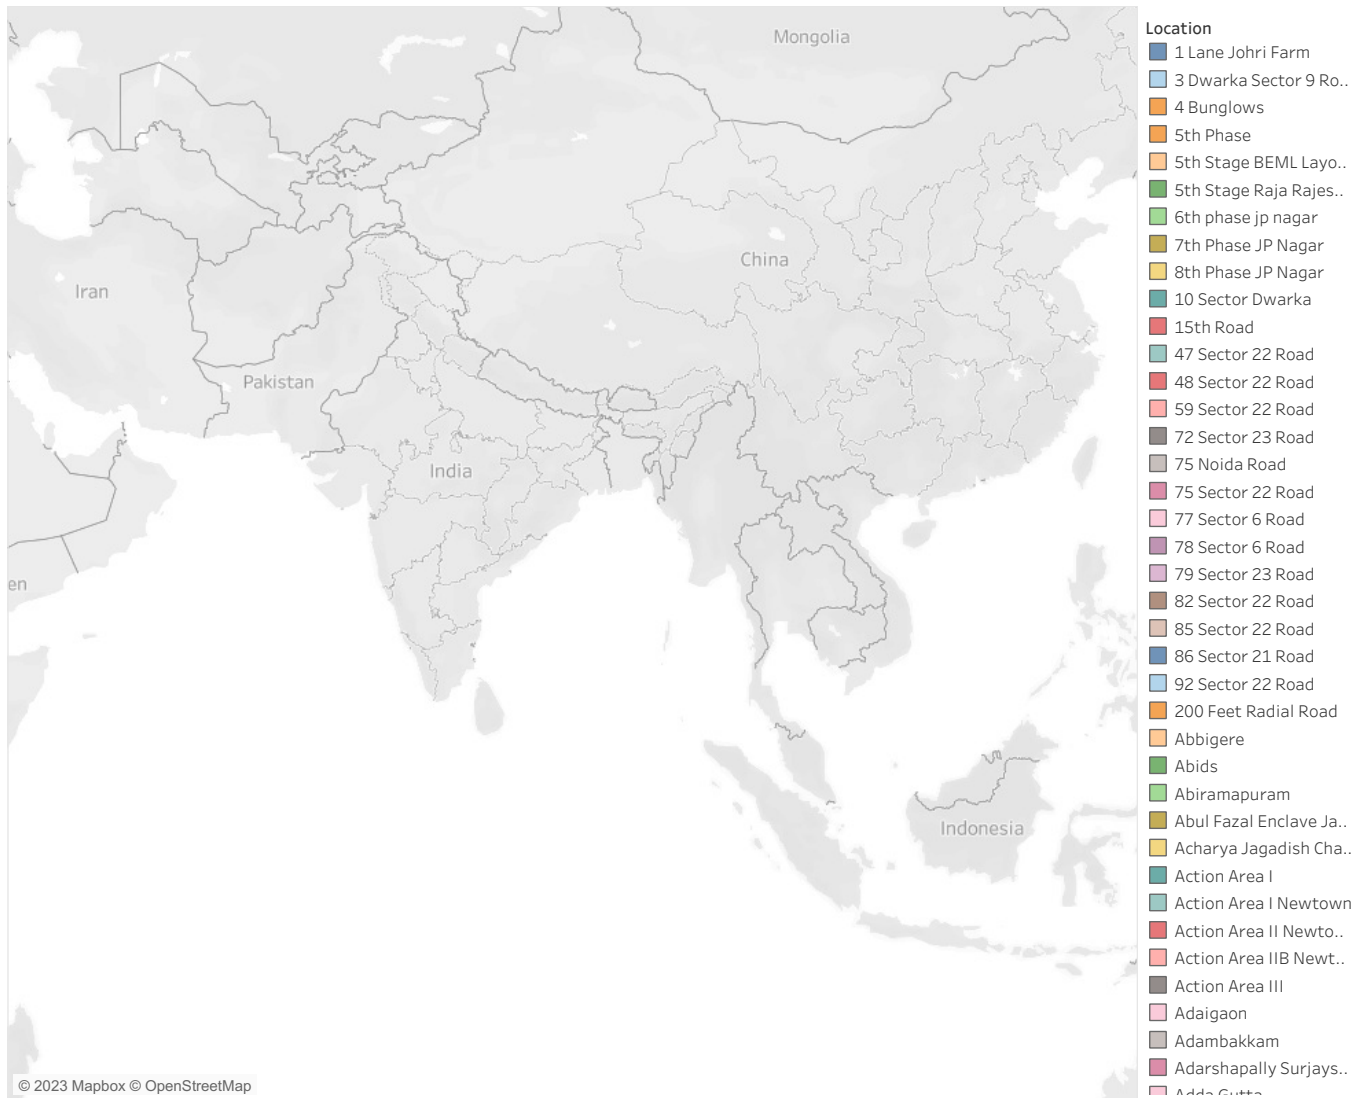 Mongolia
China
Iran
Pakistan
India
en
Indonesia
© 2023 Mapbox © OpenStreetMap
Location
1 Lane Johri Farm
3 Dwarka Sector 9 Ro..
4 Bunglows
5th Phase
5th Stage BEML Layo..
5th Stage Raja Rajes..
6th phase jp nagar
7th Phase JP Nagar
8th Phase JP Nagar
10 Sector Dwarka
15th Road
47 Sector 22 Road
48 Sector 22 Road
59 Sector 22 Road
72 Sector 23 Road
75 Noida Road
75 Sector 22 Road
77 Sector 6 Road
78 Sector 6 Road
79 Sector 23 Road
82 Sector 22 Road
85 Sector 22 Road
86 Sector 21 Road
92 Sector 22 Road
200 Feet Radial Road
Abbigere
Abids
Abiramapuram
Abul Fazal Enclave Ja..
Acharya Jagadish Cha..
Action Area I
Action Area I Newtown
Action Area II Newto..
Action Area IIB Newt..
Action Area III
Adaigaon
Adambakkam
Adarshapally Surjays..
Adda Gutta